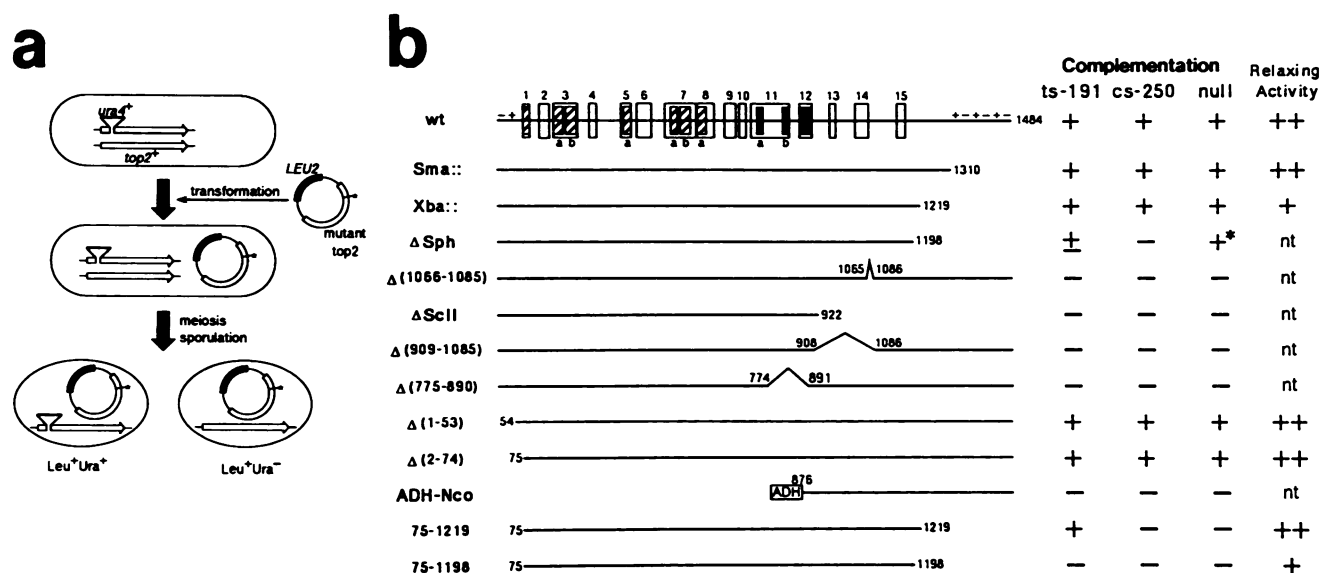 a
ura4+
top2+
LEU2
transformation
mutant
top2
meiosis
sporulation
Leu+Ura+
Leu+Ura−
b
Complementation
Relaxing
Activity
ts-191 cs-250 null
1 2 3 4 5 6 7 8 9 10 11 12 13 14 15
wt − + + − + − + 1484 + + + ++
a b a a b a a b
Sma:: 1310 + + + ++
Xba:: 1219 + + + +
ΔSph 1198 ± − +* nt
Δ(1066-1085) 1065 1086 − − − nt
ΔScII 922 − − − nt
Δ(909-1085) 908 1086 − − − nt
Δ(775-890) 774 891 − − − nt
Δ(1-53) 54 + + + ++
Δ(2-74) 75 + + + ++
ADH-Nco ADH 876 − − − nt
75-1219 75 1219 + − − ++
75-1198 75 1198 − − − +